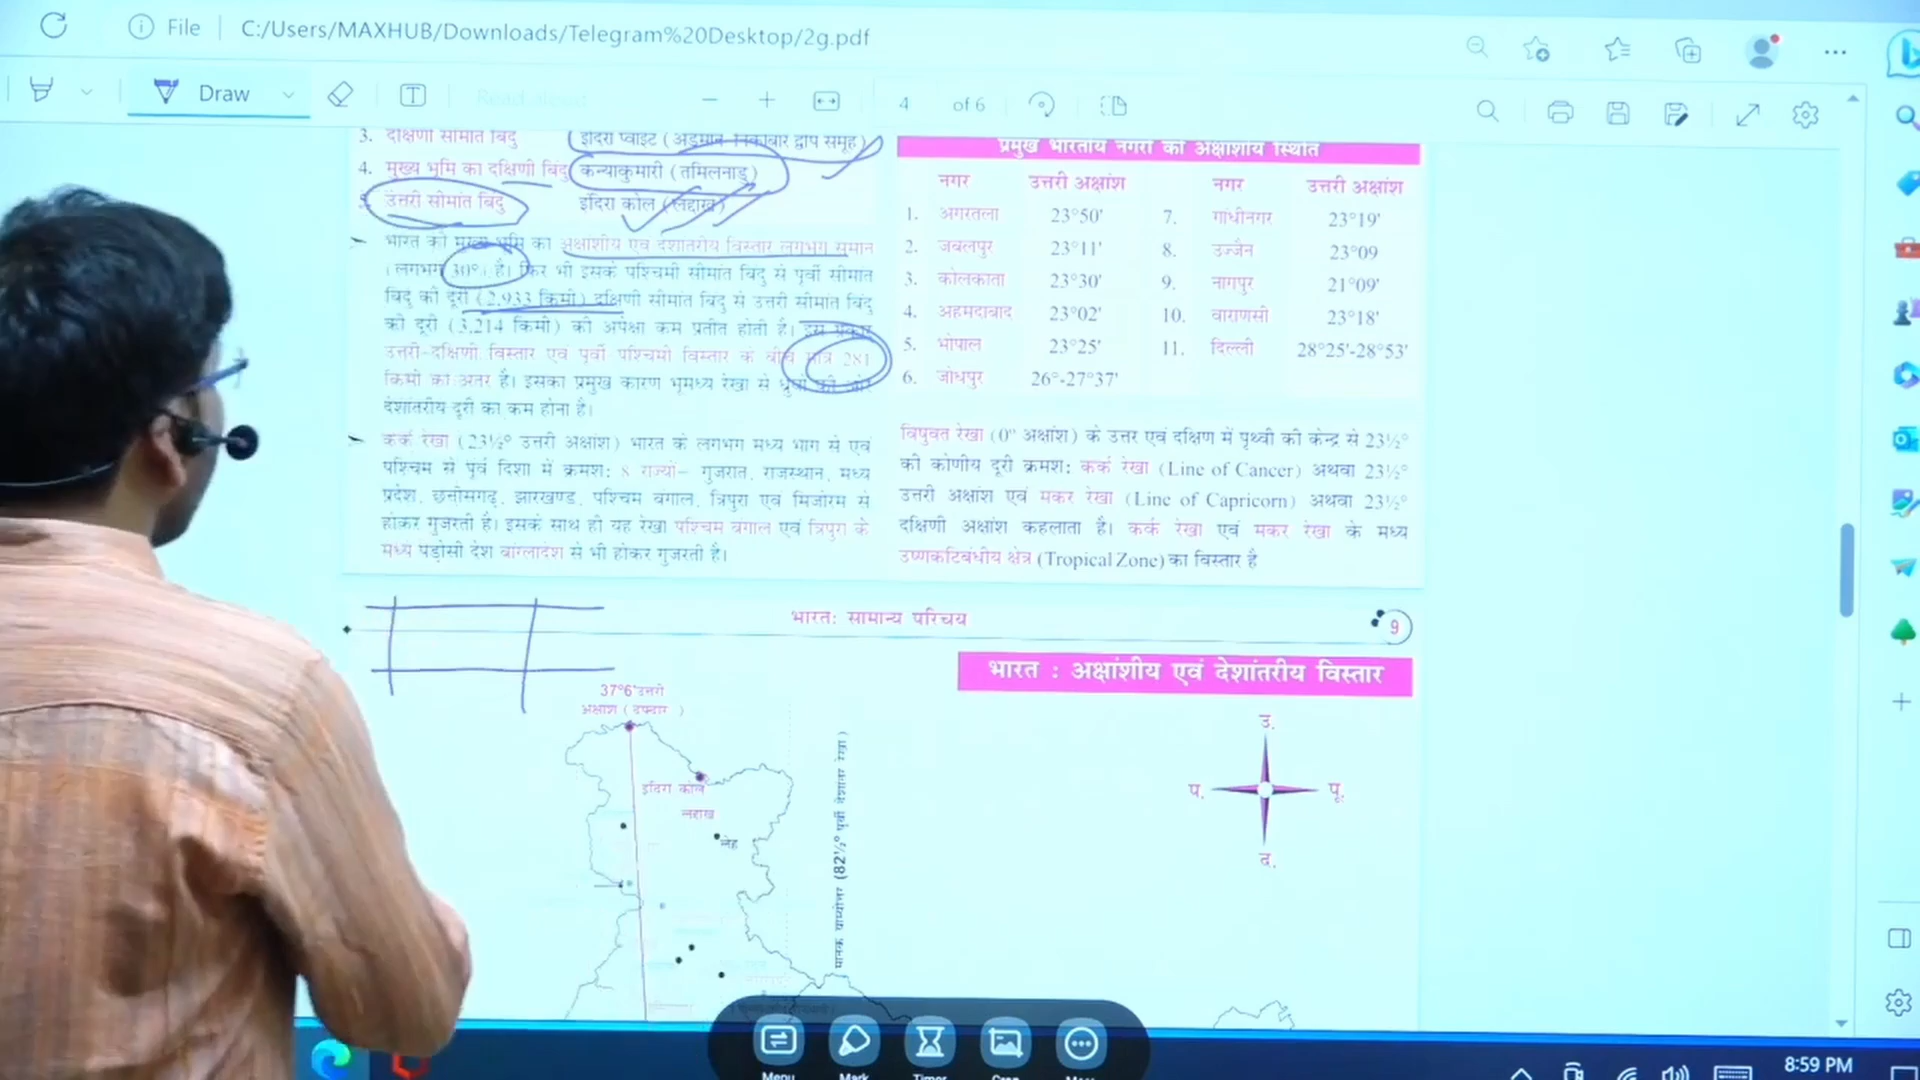 File C:/Users/MAXHUB/Downloads/Telegram%20Desktop/2g.pdf
Draw 4 of 6
3. दक्षिणी सीमांत बिंदु इंदिरा प्वाइंट (अंडमान-निकोबार द्वीप समूह)
4. मुख्य भूमि का दक्षिणी बिंदु कन्याकुमारी (तमिलनाडु)
5. उत्तरी सीमांत बिंदु इंदिरा कोल (लद्दाख)
भारत की मुख्य भूमि का अक्षांशीय एवं देशांतरीय विस्तार लगभग समान
(लगभग 30°) है। फिर भी इसके पश्चिमी सीमांत बिंदु से पूर्वी सीमांत
बिंदु की दूरी (2,933 किमी) दक्षिणी सीमांत बिंदु से उत्तरी सीमांत बिंदु
की दूरी (3,214 किमी) की अपेक्षा कम प्रतीत होती है। इस प्रकार
उत्तरी-दक्षिणी विस्तार एवं पूर्वी पश्चिमी विस्तार के बीच मात्र 281
किमी का अंतर है। इसका प्रमुख कारण भूमध्य रेखा से ध्रुवों की ओर
देशांतरीय दूरी का कम होना है।
कर्क रेखा (23½° उत्तरी अक्षांश) भारत के लगभग मध्य भाग से एवं
पश्चिम से पूर्व दिशा में क्रमश: 8 राज्यों- गुजरात, राजस्थान, मध्य
प्रदेश, छत्तीसगढ़, झारखण्ड, पश्चिम बंगाल, त्रिपुरा एवं मिजोरम से
होकर गुजरती है। इसके साथ ही यह रेखा पश्चिम बंगाल एवं त्रिपुरा के
मध्य पड़ोसी देश बांग्लादेश से भी होकर गुजरती है।
प्रमुख भारतीय नगरों की अक्षांशीय स्थिति
नगर उत्तरी अक्षांश नगर उत्तरी अक्षांश
1. अगरतला 23°50' 7. गांधीनगर 23°19'
2. जबलपुर 23°11' 8. उज्जैन 23°09
3. कोलकाता 23°30' 9. नागपुर 21°09'
4. अहमदाबाद 23°02' 10. वाराणसी 23°18'
5. भोपाल 23°25' 11. दिल्ली 28°25'-28°53'
6. जोधपुर 26°-27°37'
विषुवत रेखा (0° अक्षांश) के उत्तर एवं दक्षिण में पृथ्वी की केन्द्र से 23½°
की कोणीय दूरी क्रमश: कर्क रेखा (Line of Cancer) अथवा 23½°
उत्तरी अक्षांश एवं मकर रेखा (Line of Capricorn) अथवा 23½°
दक्षिणी अक्षांश कहलाता है। कर्क रेखा एवं मकर रेखा के मध्य
उष्णकटिबंधीय क्षेत्र (Tropical Zone) का विस्तार है
भारत: सामान्य परिचय 9
भारत : अक्षांशीय एवं देशांतरीय विस्तार
37°6' उत्तरी
अक्षांश
इंदिरा कोल
लद्दाख
लेह
उ.
प. पू.
द.
8:59 PM